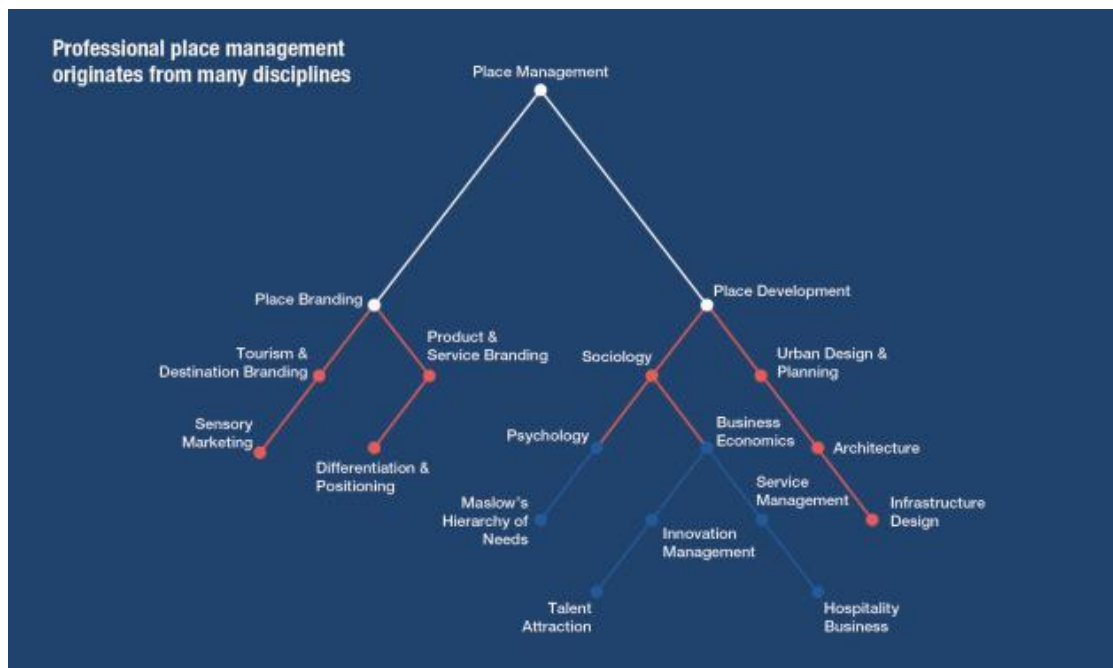 Professional place management
originates from many disciplines
Place Management
Place Branding
Place Development
Product &
Service Branding
Tourism &
Destination Branding
Sociology
Urban Design &
Planning
Sensory
Marketing
Psychology
Business
Economics
Architecture
Differentiation &
Positioning
Maslow's
Hierarchy of
Needs
Service
Management
Infrastructure
Design
Innovation
Management
Talent
Attraction
Hospitality
Business